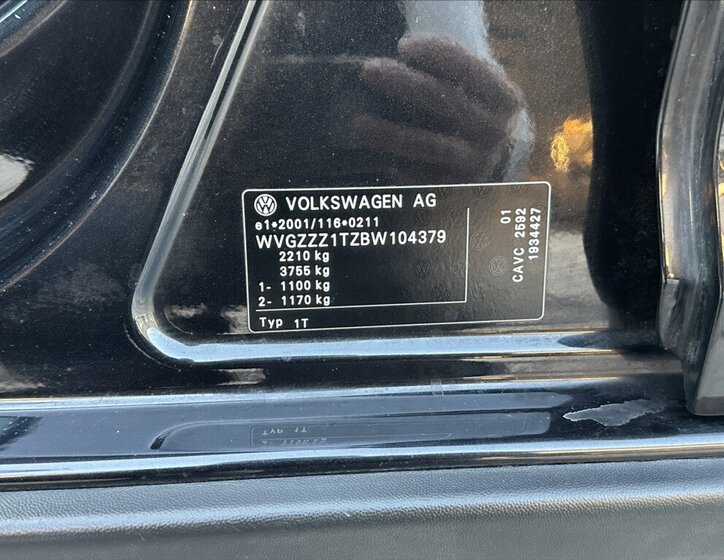 VOLKSWAGEN AG
e1*2001/116*0211
WVGZZZ1TZBW104379
2210 kg
3755 kg
1- 1100 kg
2- 1170 kg
Typ 1T
01
CAVC 2592
1934427